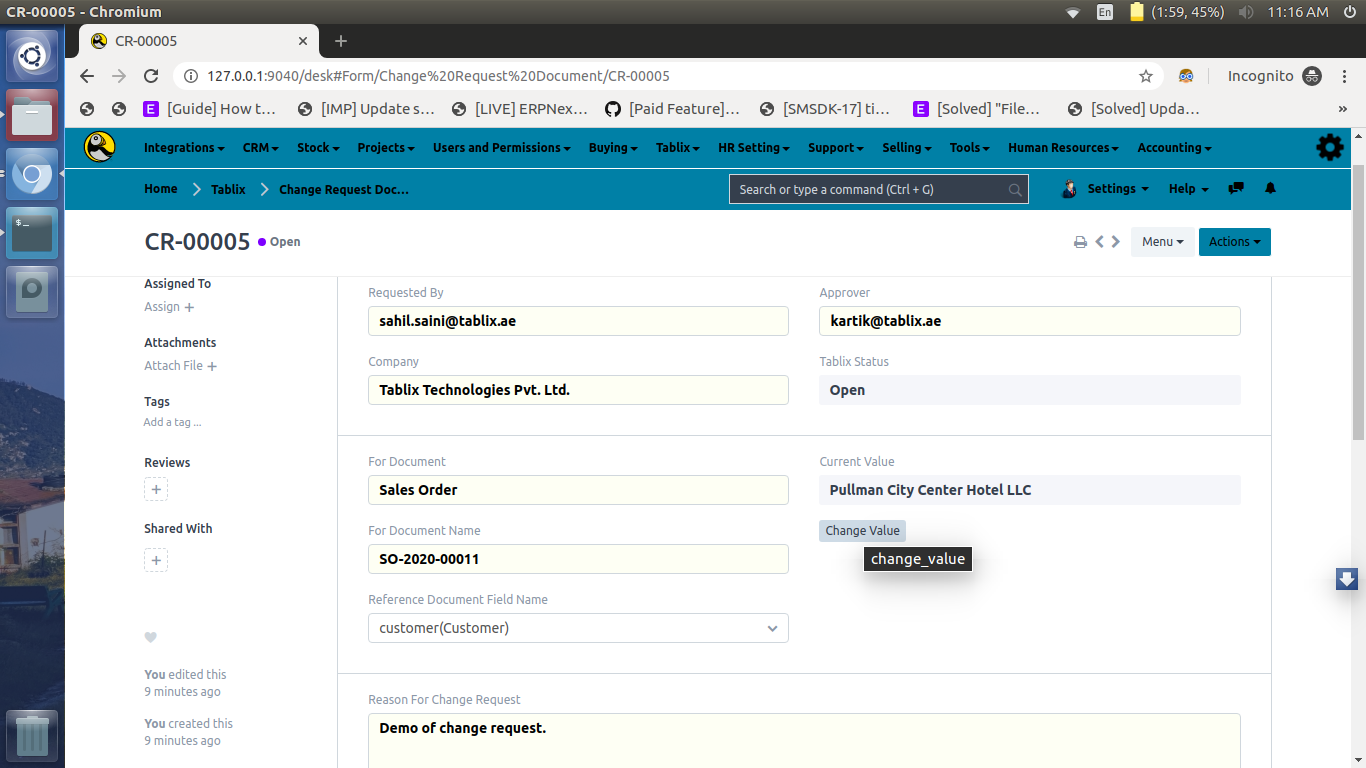 CR-00005 - Chromium
En (1:59, 45%) 11:16 AM
CR-00005
127.0.0.1:9040/desk#Form/Change%20Request%20Document/CR-00005
Incognito
[Guide] How t… [IMP] Update s… [LIVE] ERPNex… [Paid Feature]… [SMSDK-17] ti… [Solved] "File… [Solved] Upda…
Integrations CRM Stock Projects Users and Permissions Buying Tablix HR Setting Support Selling Tools Human Resources Accounting
Home Tablix Change Request Doc… Search or type a command (Ctrl + G) Settings Help
CR-00005 Open Menu Actions
Assigned To
Assign +
Attachments
Attach File +
Tags
Add a tag ...
Reviews
+
Shared With
+
You edited this
9 minutes ago
You created this
9 minutes ago
Requested By
sahil.saini@tablix.ae
Company
Tablix Technologies Pvt. Ltd.
Approver
kartik@tablix.ae
Tablix Status
Open
For Document
Sales Order
For Document Name
SO-2020-00011
Reference Document Field Name
customer(Customer)
Current Value
Pullman City Center Hotel LLC
Change Value
change_value
Reason For Change Request
Demo of change request.